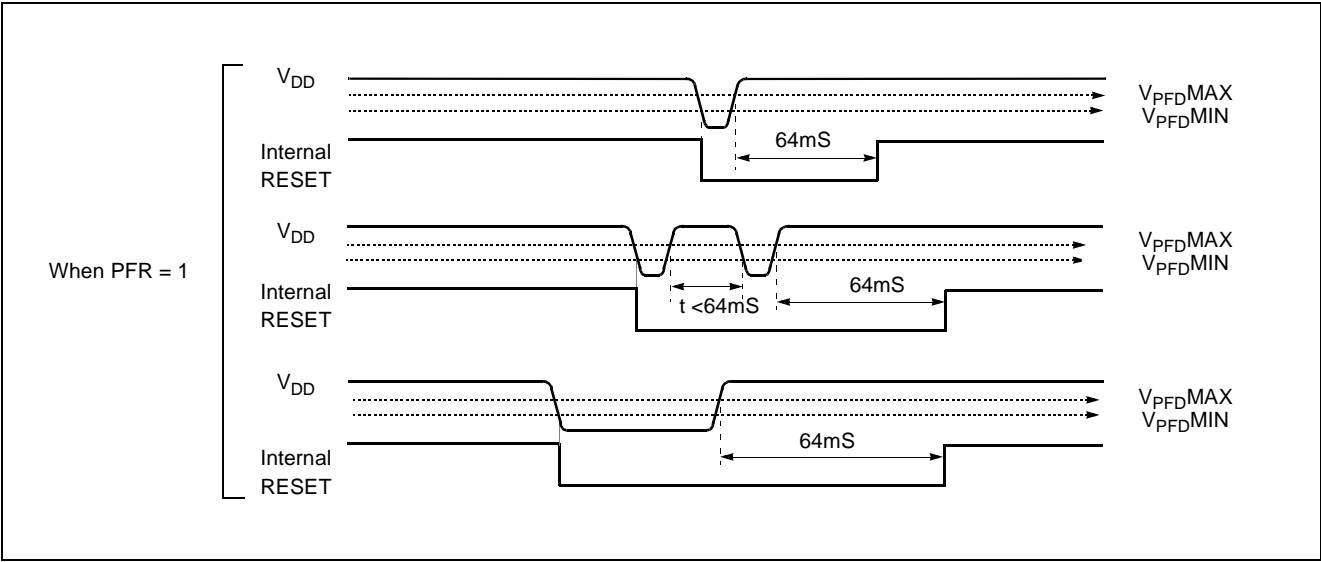 When PFR = 1
VDD
VPFDMAX
VPFDMIN
Internal
RESET
64mS
VDD
VPFDMAX
VPFDMIN
Internal
RESET
t <64mS
64mS
VDD
VPFDMAX
VPFDMIN
Internal
RESET
64mS